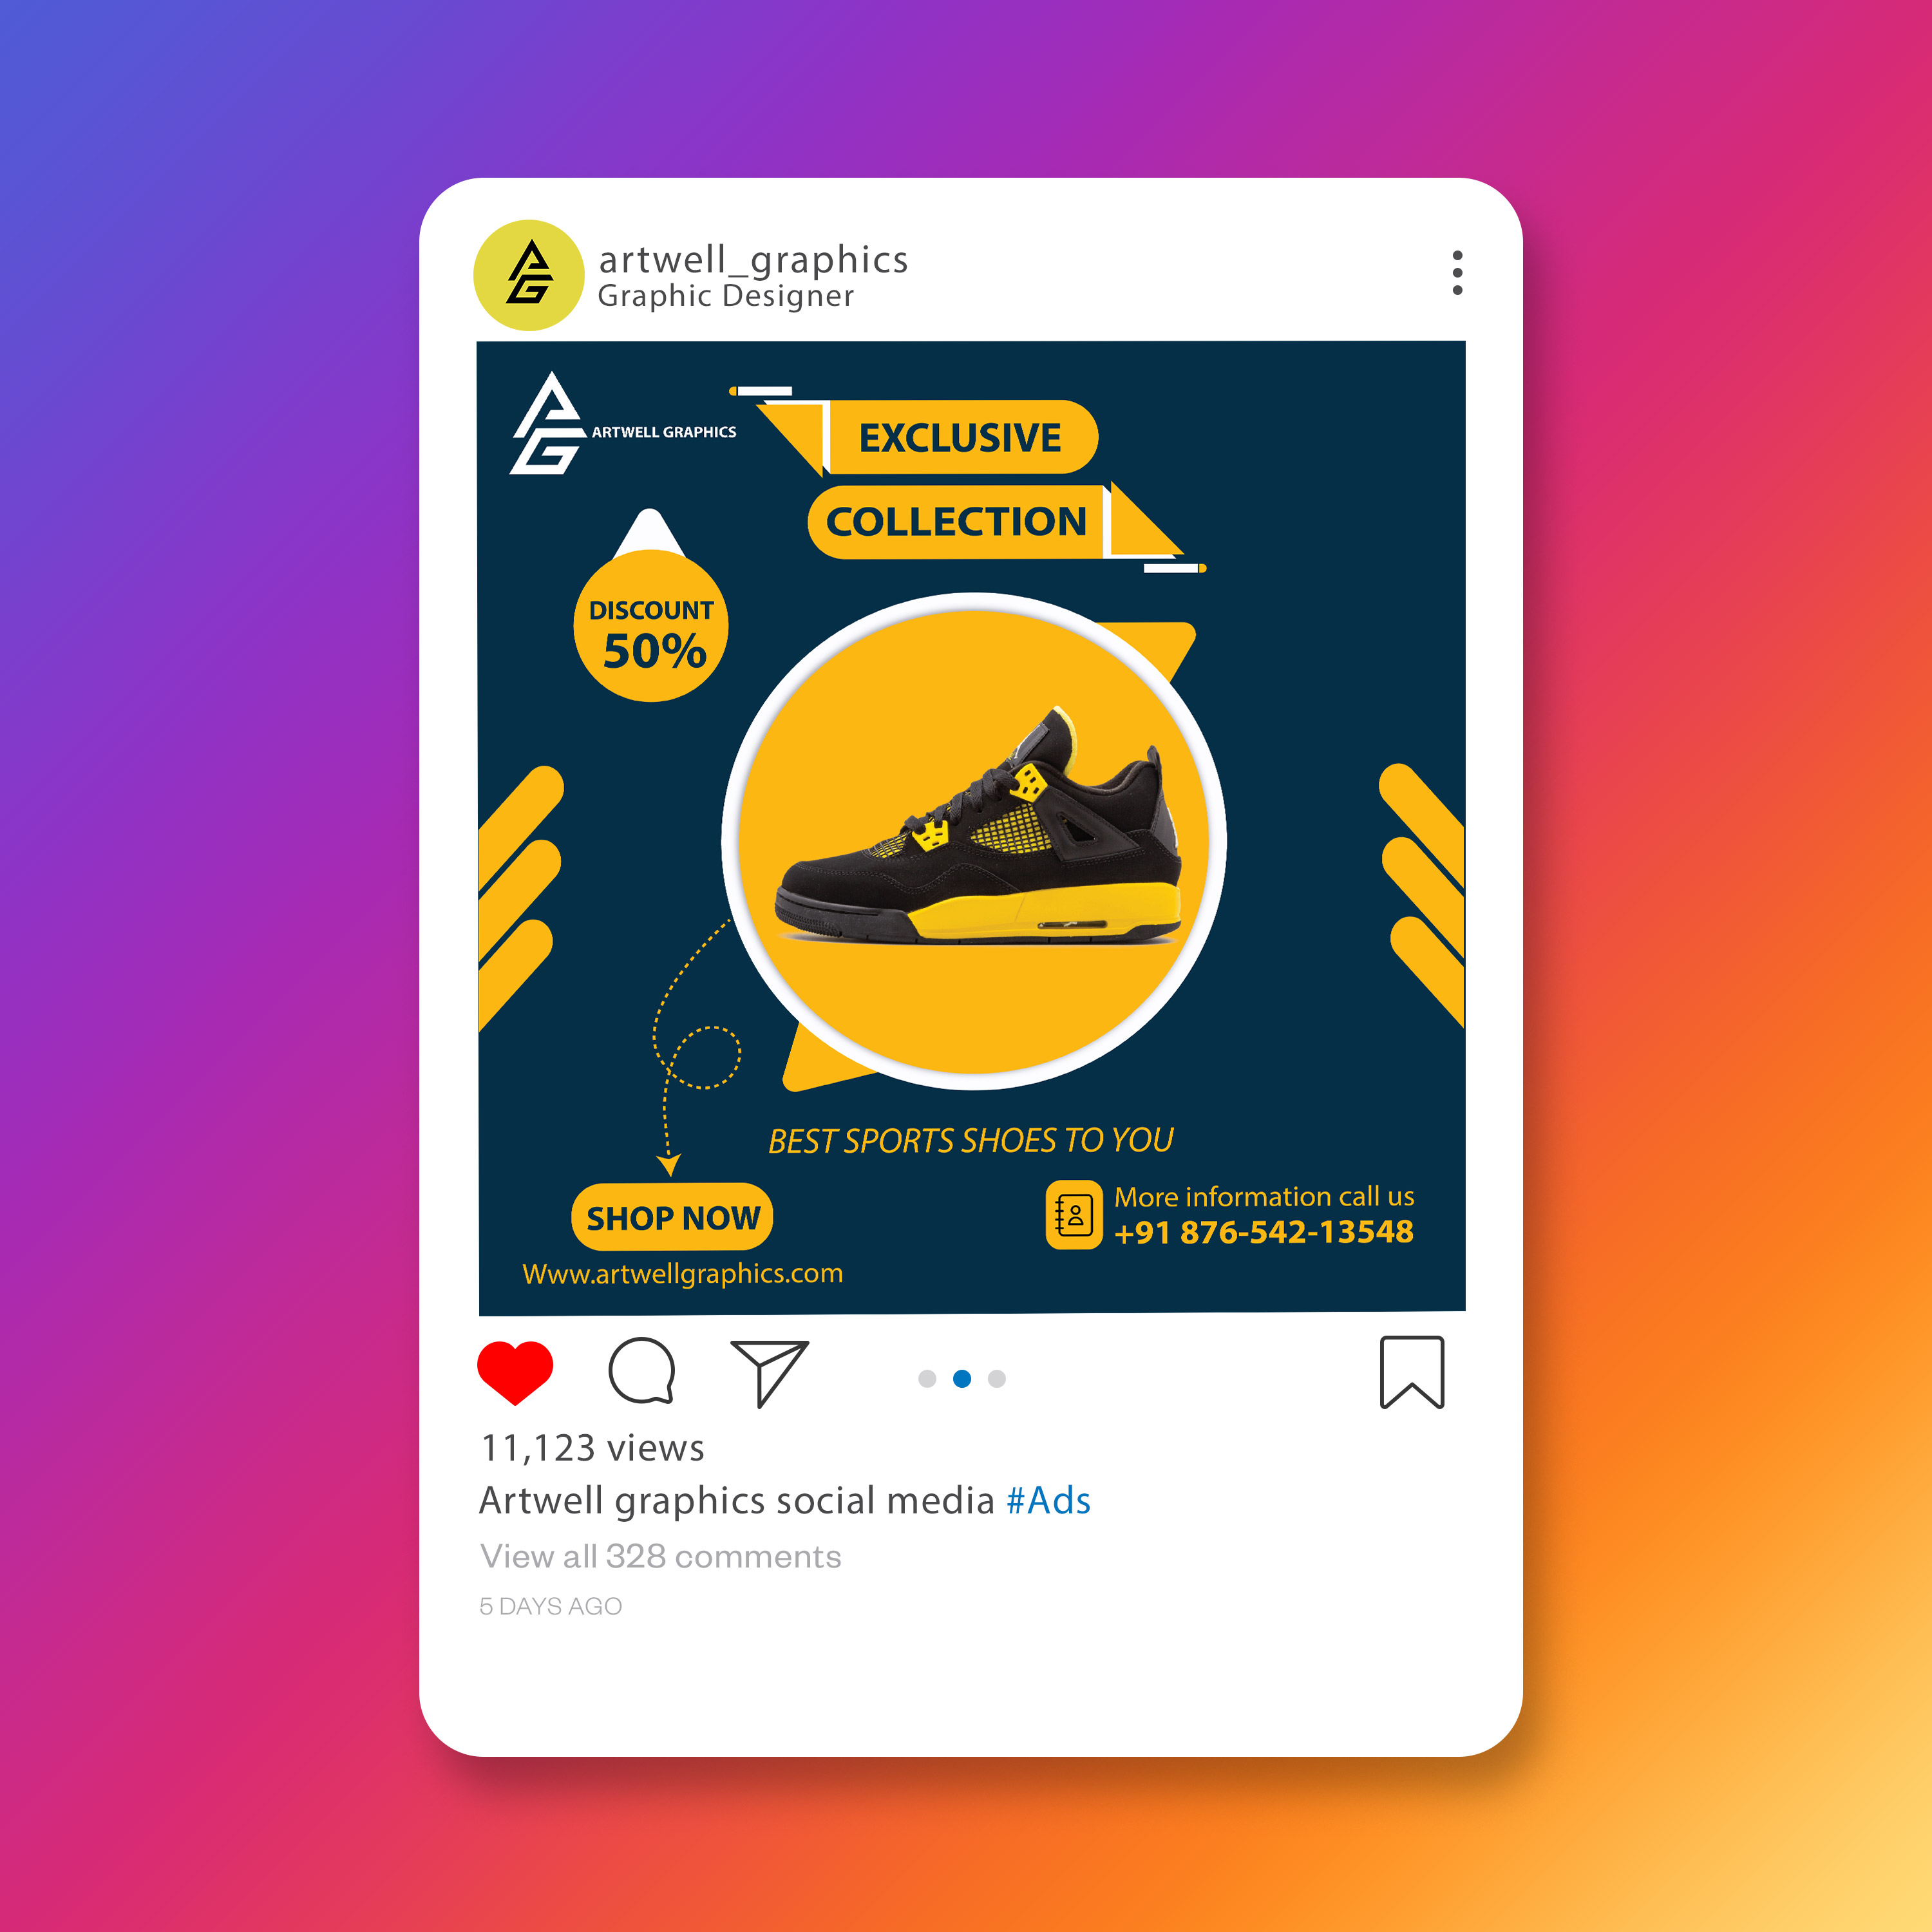 artwell_graphics
Graphic Designer
ARTWELL GRAPHICS
EXCLUSIVE
COLLECTION
DISCOUNT
50%
BEST SPORTS SHOES TO YOU
SHOP NOW
Www.artwellgraphics.com
More information call us
+91 876-542-13548
11,123 views
Artwell graphics social media #Ads
View all 328 comments
5 DAYS AGO